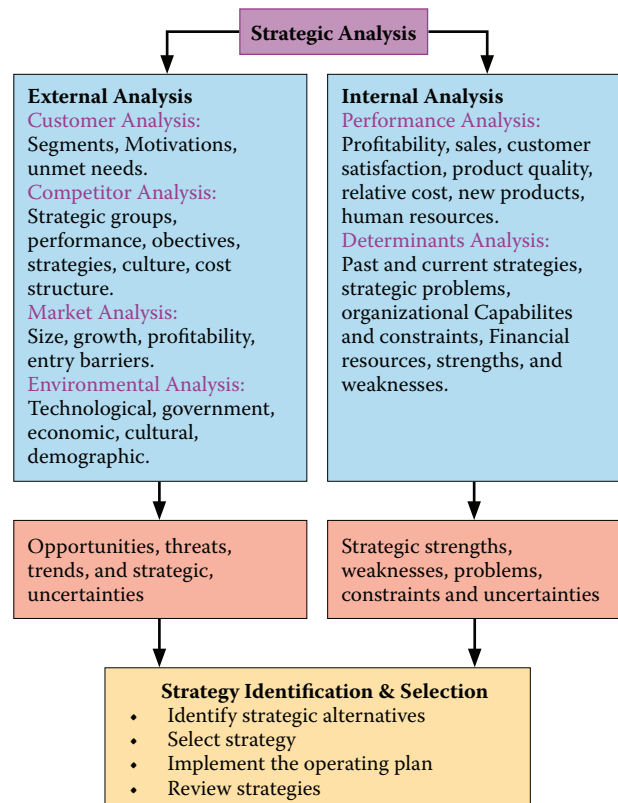 Strategic Analysis
External Analysis
Customer Analysis:
Segments, Motivations,
unmet needs.
Competitor Analysis:
Strategic groups,
performance, obectives,
strategies, culture, cost
structure.
Market Analysis:
Size, growth, profitability,
entry barriers.
Environmental Analysis:
Technological, government,
economic, cultural,
demographic.
Internal Analysis
Performance Analysis:
Profitability, sales, customer
satisfaction, product quality,
relative cost, new products,
human resources.
Determinants Analysis:
Past and current strategies,
strategic problems,
organizational Capabilites
and constraints, Financial
resources, strengths, and
weaknesses.
Opportunities, threats,
trends, and strategic,
uncertainties
Strategic strengths,
weaknesses, problems,
constraints and uncertainties
Strategy Identification & Selection
• Identify strategic alternatives
• Select strategy
• Implement the operating plan
• Review strategies